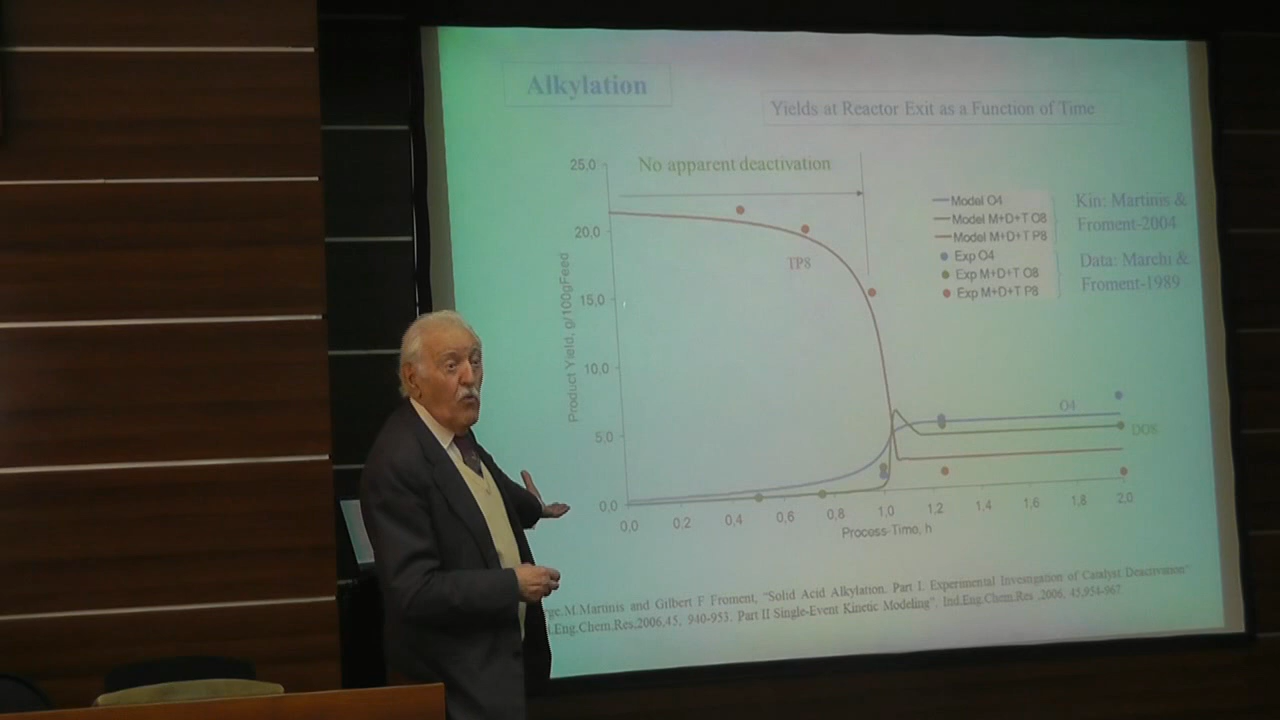 Alkylation
Yields at Reactor Exit as a Function of Time
25,0
No apparent deactivation
20,0
15,0
10,0
5,0
0,0
Product Yield, g/100gFeed
TP8
Model O4
Model M+D+T O8
Model M+D+T P8
Exp O4
Exp M+D+T O8
Exp M+D+T P8
Kin: Martinis &
Froment-2004
Data: Marchi &
Froment-1989
O4
DO8
0,0 0,2 0,4 0,6 0,8 1,0 1,2 1,4 1,6 1,8 2,0
Process-Time, h
rge.M.Martinis and Gilbert F Froment, "Solid Acid Alkylation. Part I. Experimental Investigation of Catalyst Deactivation"
.Eng.Chem.Res.2006,45, 940-953. Part II Single-Event Kinetic Modeling". Ind.Eng.Chem.Res ,2006, 45,954-967